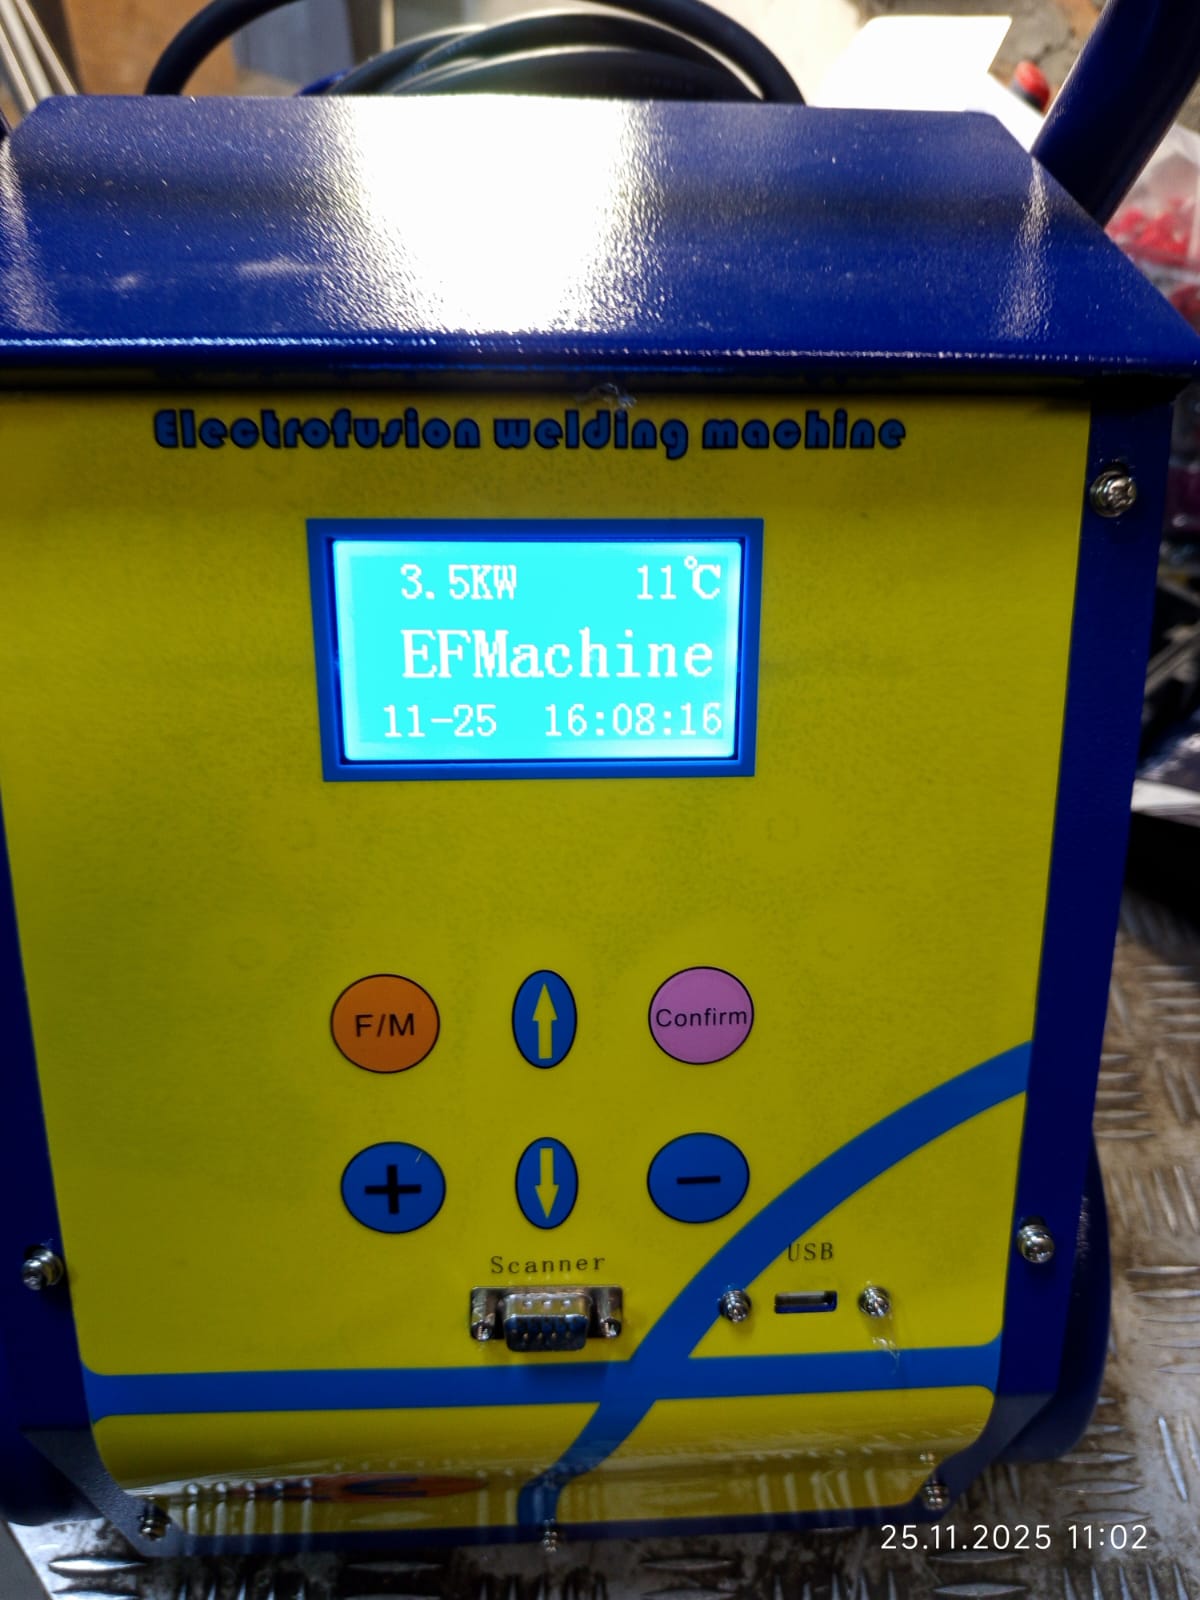 Electrofusion welding machine
3.5KW 11℃
EFMachine
11-25 16:08:16
F/M
Confirm
+
-
Scanner
USB
25.11.2025 11:02